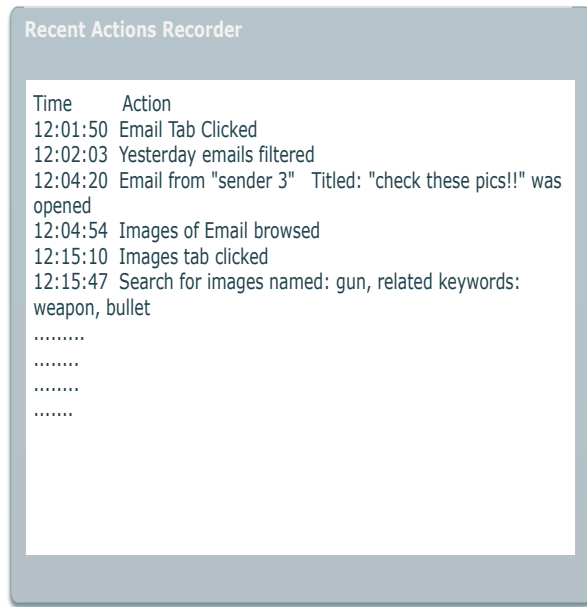 Recent Actions Recorder
Time Action
12:01:50 Email Tab Clicked
12:02:03 Yesterday emails filtered
12:04:20 Email from "sender 3" Titled: "check these pics!!" was
opened
12:04:54 Images of Email browsed
12:15:10 Images tab clicked
12:15:47 Search for images named: gun, related keywords:
weapon, bullet
.........
........
........
.......